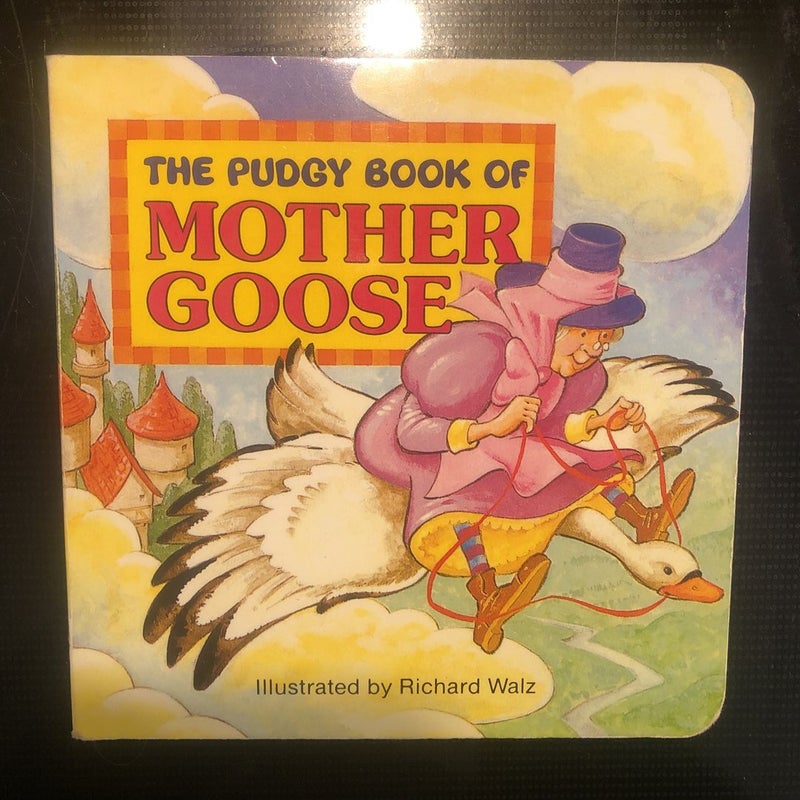 THE PUDGY BOOK OF
MOTHER
GOOSE
Illustrated by Richard Walz